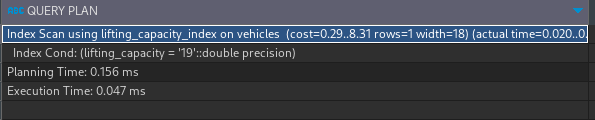 ABC QUERY PLAN
Index Scan using lifting_capacity_index on vehicles (cost=0.29..8.31 rows=1 width=18) (actual time=0.020..0.
Index Cond: (lifting_capacity = '19'::double precision)
Planning Time: 0.156 ms
Execution Time: 0.047 ms